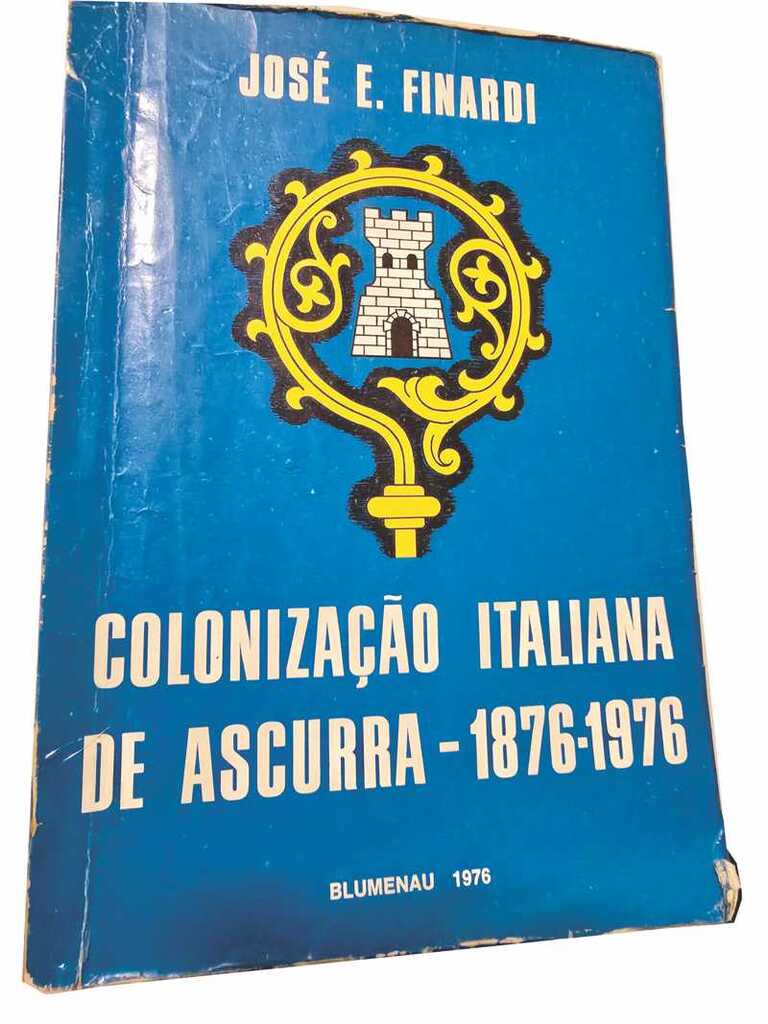 JOSÉ E. FINARDI
COLONIZAÇÃO ITALIANA
DE ASCURRA - 1876-1976
BLUMENAU 1976